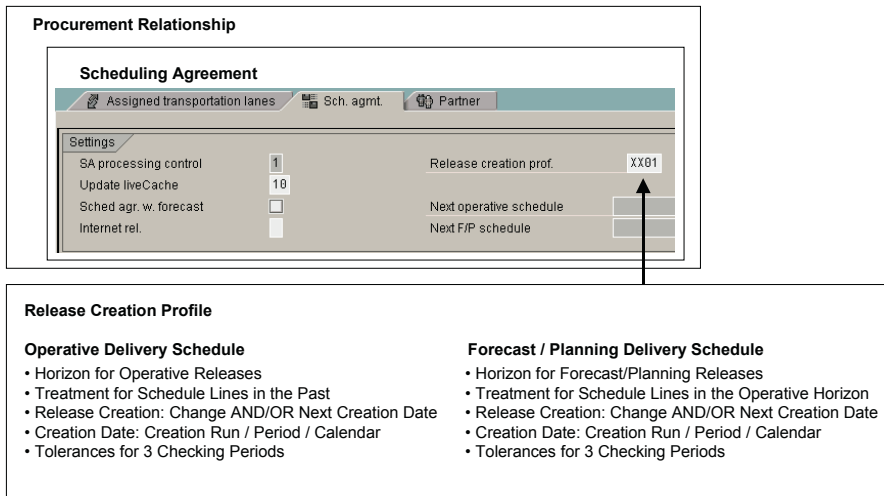 Procurement Relationship
Scheduling Agreement
Assigned transportation lanes Sch. agmt. Partner
Settings
SA processing control 1 Release creation prof. XX01
Update liveCache 10
Sched agr. w. forecast Next operative schedule
Internet rel. Next F/P schedule
Release Creation Profile
Operative Delivery Schedule
• Horizon for Operative Releases
• Treatment for Schedule Lines in the Past
• Release Creation: Change AND/OR Next Creation Date
• Creation Date: Creation Run / Period / Calendar
• Tolerances for 3 Checking Periods
Forecast / Planning Delivery Schedule
• Horizon for Forecast/Planning Releases
• Treatment for Schedule Lines in the Operative Horizon
• Release Creation: Change AND/OR Next Creation Date
• Creation Date: Creation Run / Period / Calendar
• Tolerances for 3 Checking Periods